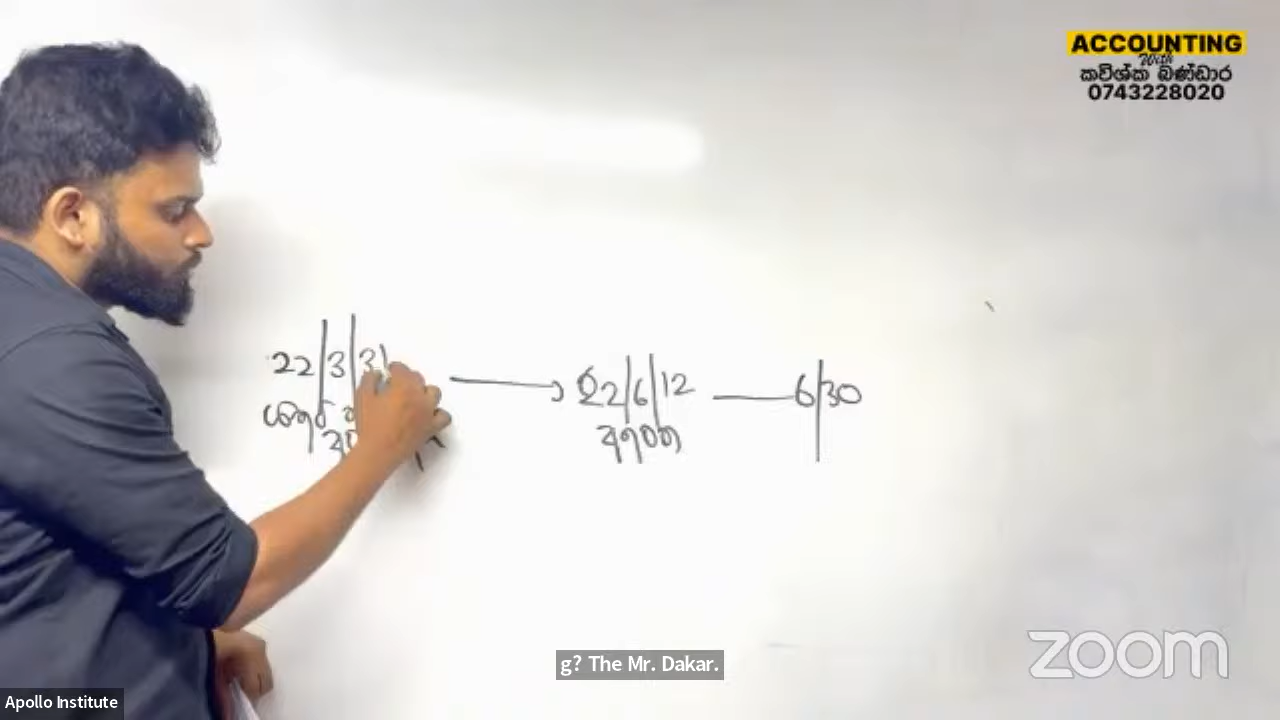 ACCOUNTING
With
කවිශ්ක බණ්ඩාර
0743228020
22|3|31 → 22|6|12 — 6|30
zoom
g? The Mr. Dakar.
Apollo Institute